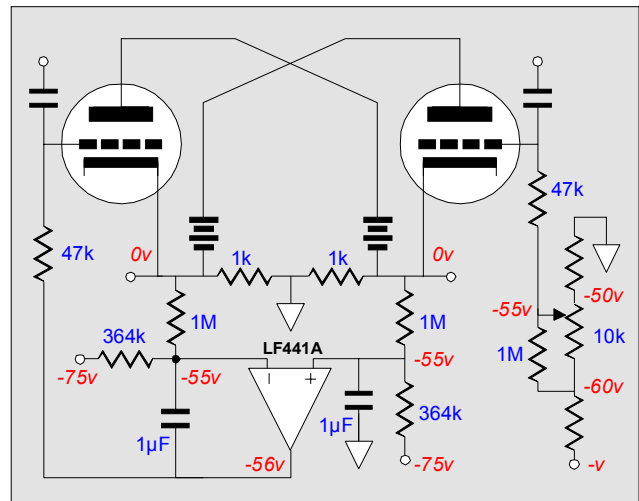 47k
47k
0v
0v
1k
1k
-50v
-55v
10k
1M
1M
1M
364k
LF441A
-75v
-55v
-
+
-55v
-60v
364k
1µF
1µF
-56v
-75v
-v